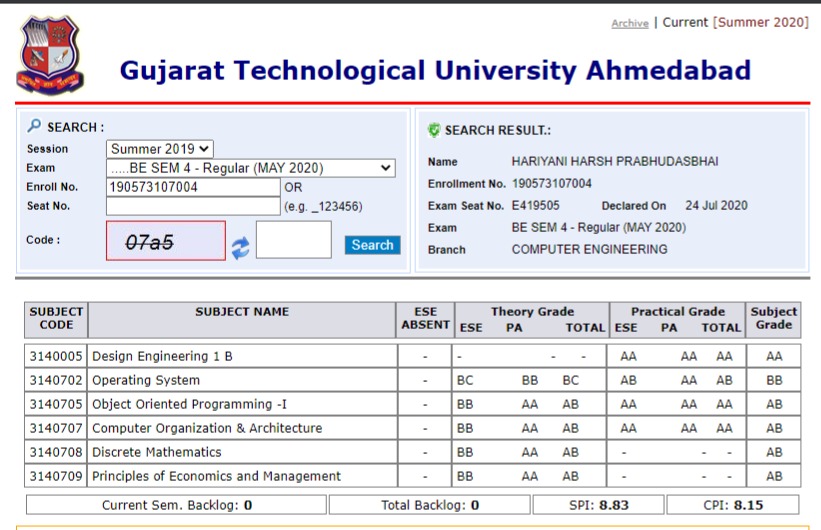 Archive | Current [Summer 2020]
Gujarat Technological University Ahmedabad
SEARCH :
Session Summer 2019
Exam .....BE SEM 4 - Regular (MAY 2020)
Enroll No. 190573107004 OR
Seat No. (e.g. _123456)
Code : 07a5 Search
SEARCH RESULT.:
Name HARIYANI HARSH PRABHUDASBHAI
Enrollment No. 190573107004
Exam Seat No. E419505 Declared On 24 Jul 2020
Exam BE SEM 4 - Regular (MAY 2020)
Branch COMPUTER ENGINEERING
SUBJECT CODE SUBJECT NAME ESE ABSENT Theory Grade Practical Grade Subject Grade
ESE PA TOTAL ESE PA TOTAL
3140005 Design Engineering 1 B - - - - AA AA AA AA
3140702 Operating System - BC BB BC AB AA AB BB
3140705 Object Oriented Programming -I - BB AA AB AA AA AA AB
3140707 Computer Organization & Architecture - BB AA AB AA AA AA AB
3140708 Discrete Mathematics - BB AA AB - - - AB
3140709 Principles of Economics and Management - BB AA AB - - - AB
Current Sem. Backlog: 0 Total Backlog: 0 SPI: 8.83 CPI: 8.15